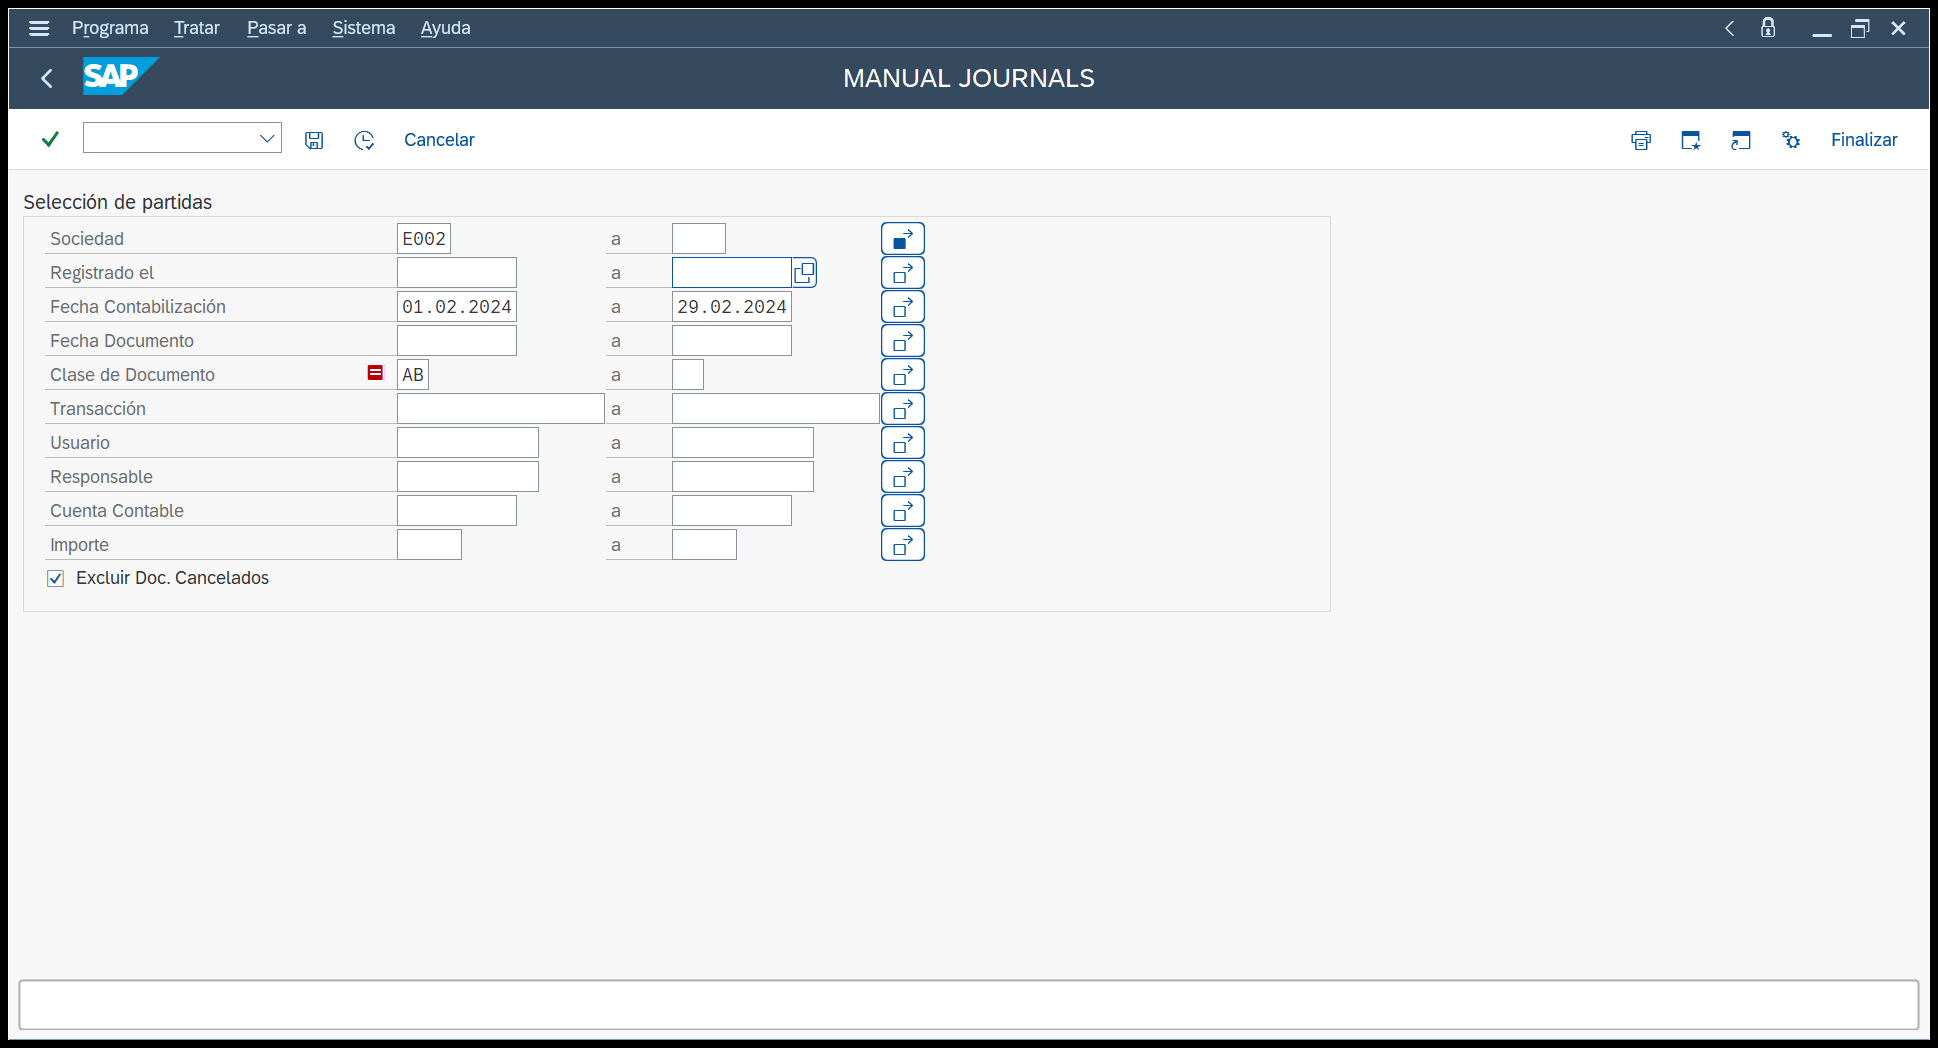 Programa Tratar Pasar a Sistema Ayuda
SAP MANUAL JOURNALS
Cancelar Finalizar
Selección de partidas
Sociedad E002 a
Registrado el a
Fecha Contabilización 01.02.2024 a 29.02.2024
Fecha Documento a
Clase de Documento AB a
Transacción a
Usuario a
Responsable a
Cuenta Contable a
Importe a
Excluir Doc. Cancelados